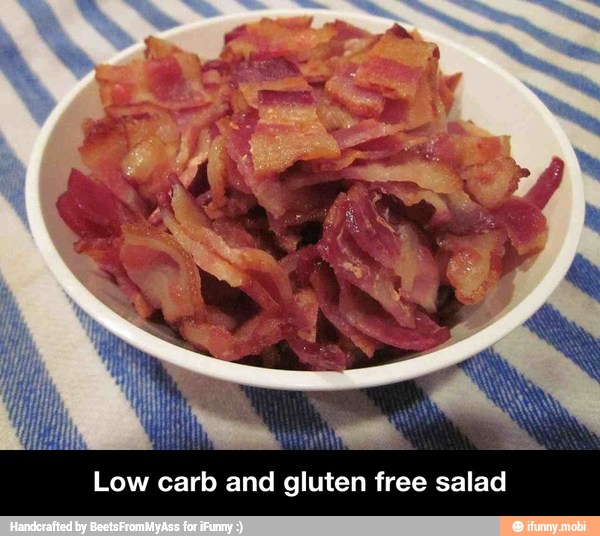 Low carb and gluten free salad
Handcrafted by BeetsFromMyAss for iFunny :)
ifunny.mobi